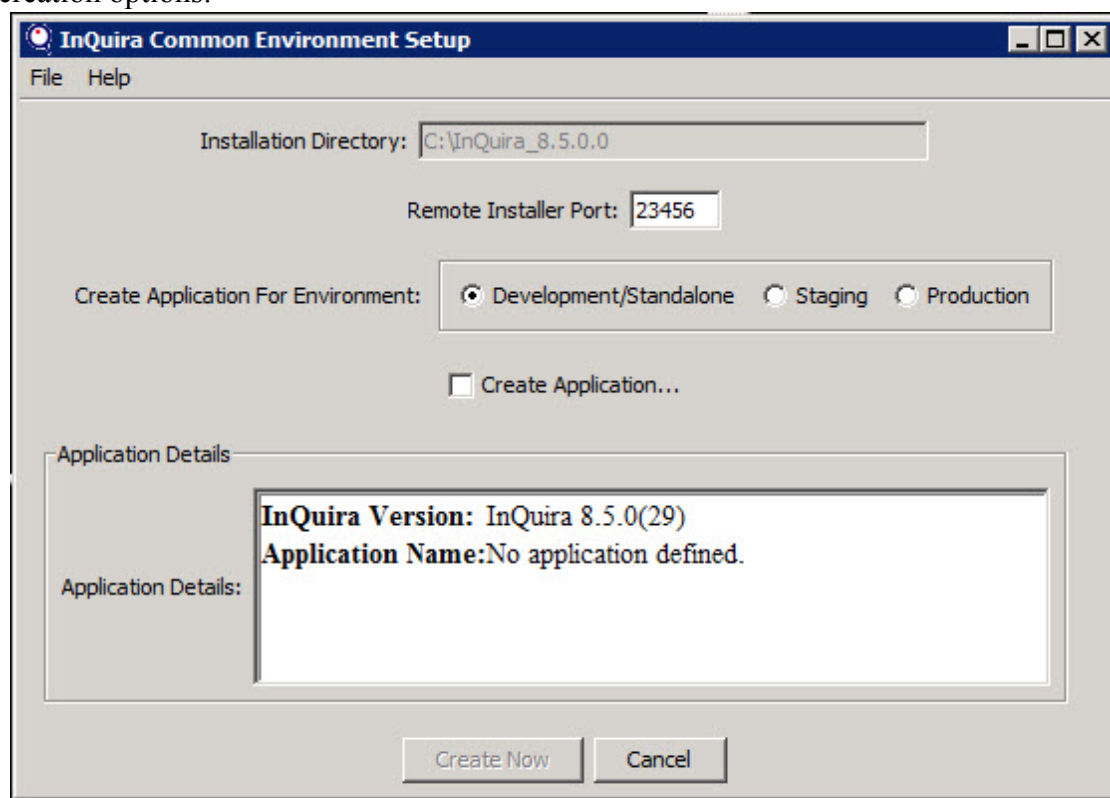 creation options.
InQuira Common Environment Setup
File Help
Installation Directory: C:\InQuira_8.5.0.0
Remote Installer Port: 23456
Create Application For Environment: Development/Standalone Staging Production
Create Application...
Application Details
InQuira Version: InQuira 8.5.0(29)
Application Name:No application defined.
Application Details:
Create Now Cancel